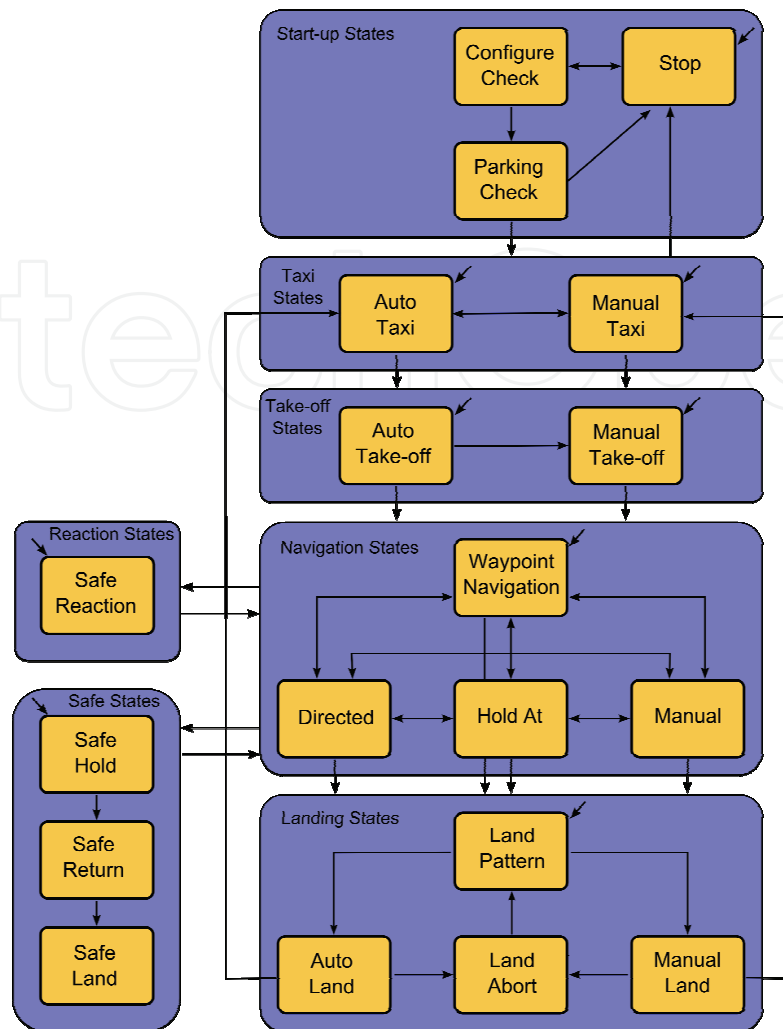 Start-up States
Configure
Check
Stop
Parking
Check
Taxi
States
Auto
Taxi
Manual
Taxi
Take-off
States
Auto
Take-off
Manual
Take-off
Reaction States
Safe
Reaction
Navigation States
Waypoint
Navigation
Directed
Hold At
Manual
Safe States
Safe
Hold
Safe
Return
Safe
Land
Landing States
Land
Pattern
Auto
Land
Land
Abort
Manual
Land